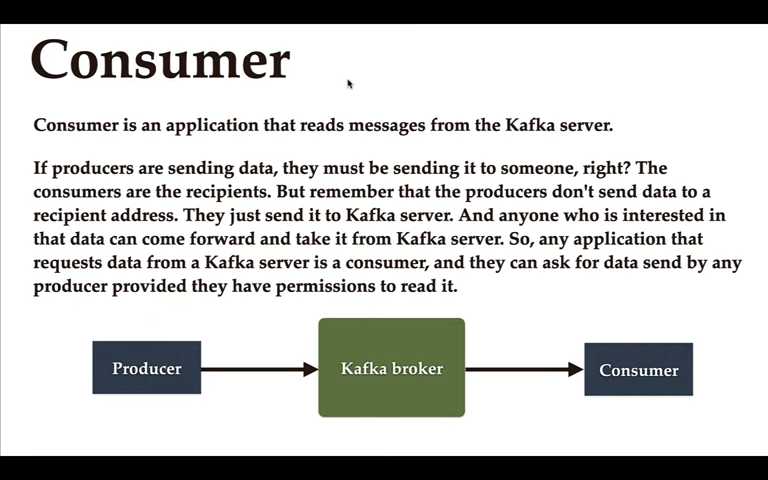 Consumer
Consumer is an application that reads messages from the Kafka server.
If producers are sending data, they must be sending it to someone, right? The
consumers are the recipients. But remember that the producers don't send data to a
recipient address. They just send it to Kafka server. And anyone who is interested in
that data can come forward and take it from Kafka server. So, any application that
requests data from a Kafka server is a consumer, and they can ask for data send by any
producer provided they have permissions to read it.
Producer
Kafka broker
Consumer